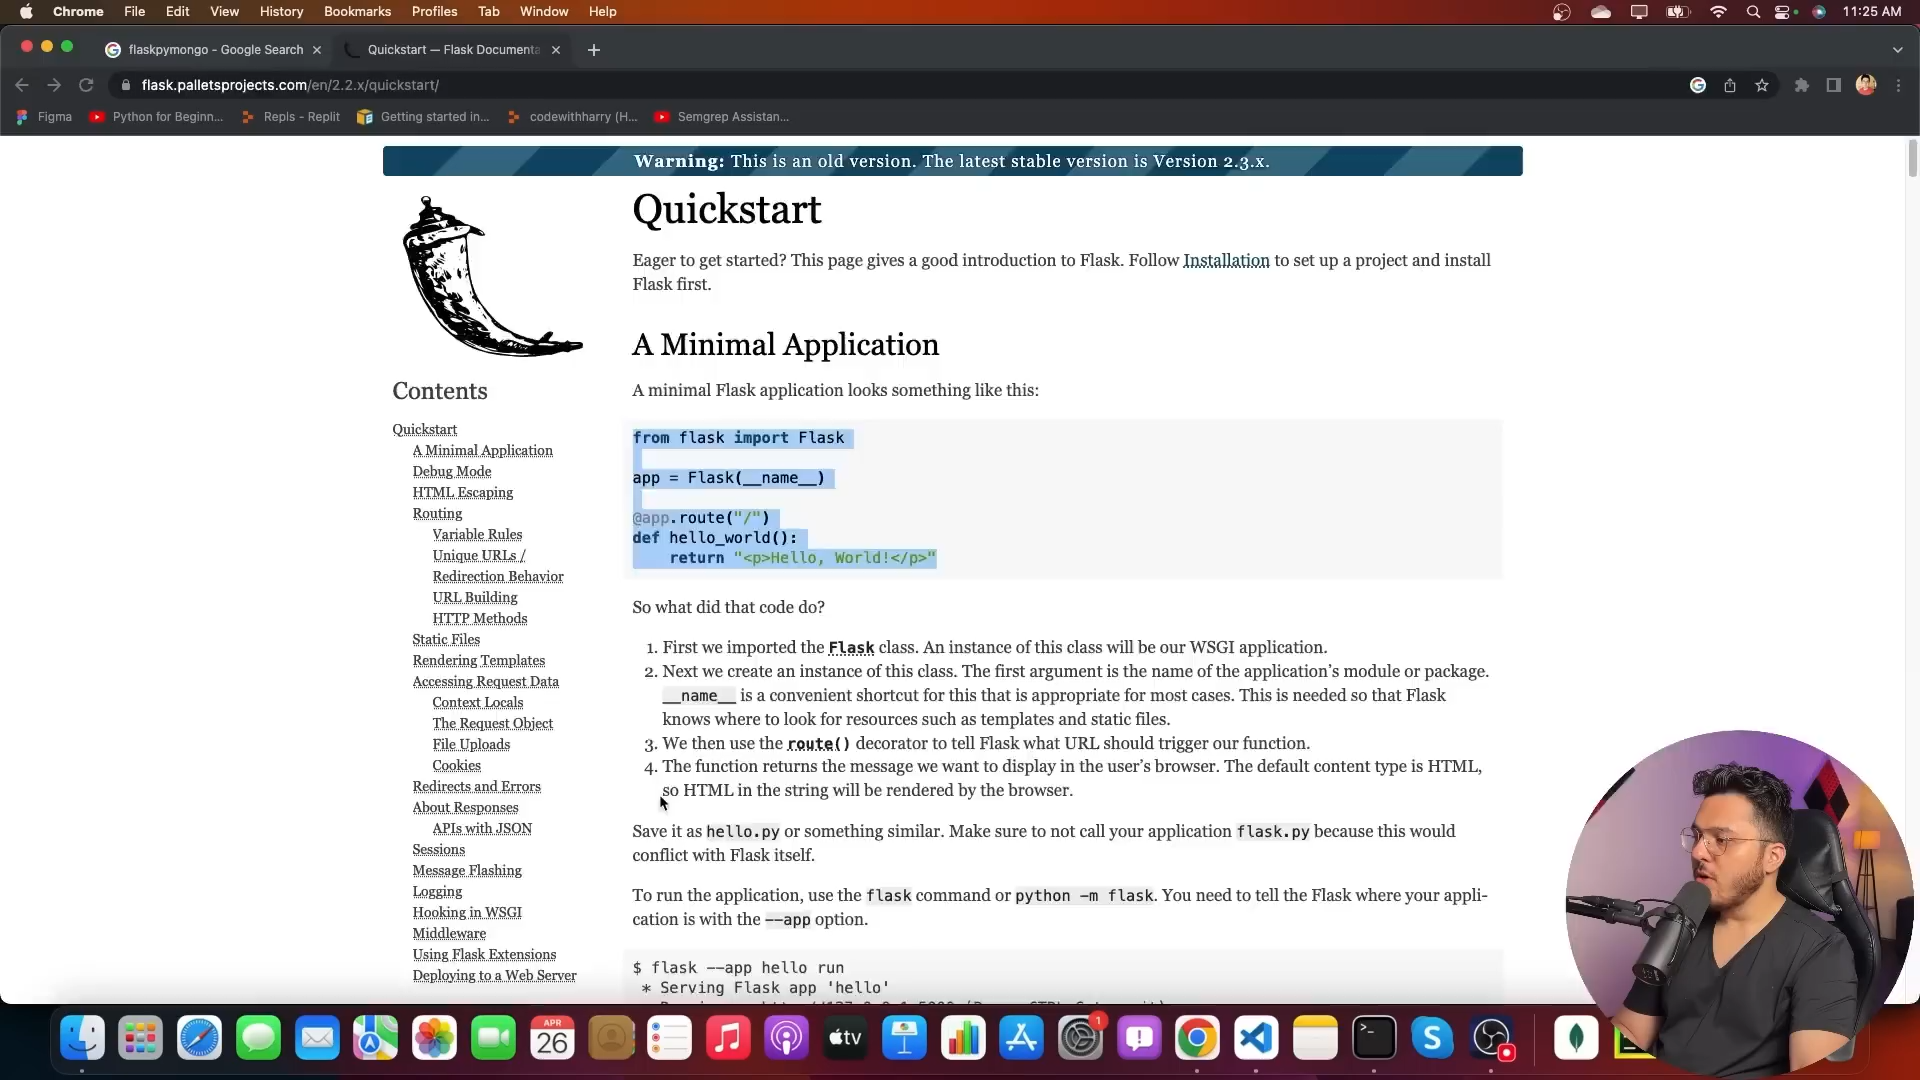 Chrome File Edit View History Bookmarks Profiles Tab Window Help 11:25 AM
flaskpymongo - Google Search Quickstart — Flask Documenta
flask.palletsprojects.com/en/2.2.x/quickstart/
Figma Python for Beginn... Repls - Replit Getting started in... codewithharry (H... Semgrep Assistan...
Warning: This is an old version. The latest stable version is Version 2.3.x.
Quickstart
Eager to get started? This page gives a good introduction to Flask. Follow Installation to set up a project and install
Flask first.
A Minimal Application
A minimal Flask application looks something like this:
from flask import Flask
app = Flask(__name__)
@app.route("/")
def hello_world():
    return "<p>Hello, World!</p>"
So what did that code do?
1. First we imported the Flask class. An instance of this class will be our WSGI application.
2. Next we create an instance of this class. The first argument is the name of the application's module or package.
__name__ is a convenient shortcut for this that is appropriate for most cases. This is needed so that Flask
knows where to look for resources such as templates and static files.
3. We then use the route() decorator to tell Flask what URL should trigger our function.
4. The function returns the message we want to display in the user's browser. The default content type is HTML,
so HTML in the string will be rendered by the browser.
Save it as hello.py or something similar. Make sure to not call your application flask.py because this would
conflict with Flask itself.
To run the application, use the flask command or python -m flask. You need to tell the Flask where your appli-
cation is with the --app option.
$ flask --app hello run
 * Serving Flask app 'hello'
Contents
Quickstart
A Minimal Application
Debug Mode
HTML Escaping
Routing
Variable Rules
Unique URLs /
Redirection Behavior
URL Building
HTTP Methods
Static Files
Rendering Templates
Accessing Request Data
Context Locals
The Request Object
File Uploads
Cookies
Redirects and Errors
About Responses
APIs with JSON
Sessions
Message Flashing
Logging
Hooking in WSGI
Middleware
Using Flask Extensions
Deploying to a Web Server
APR
26
tv
1